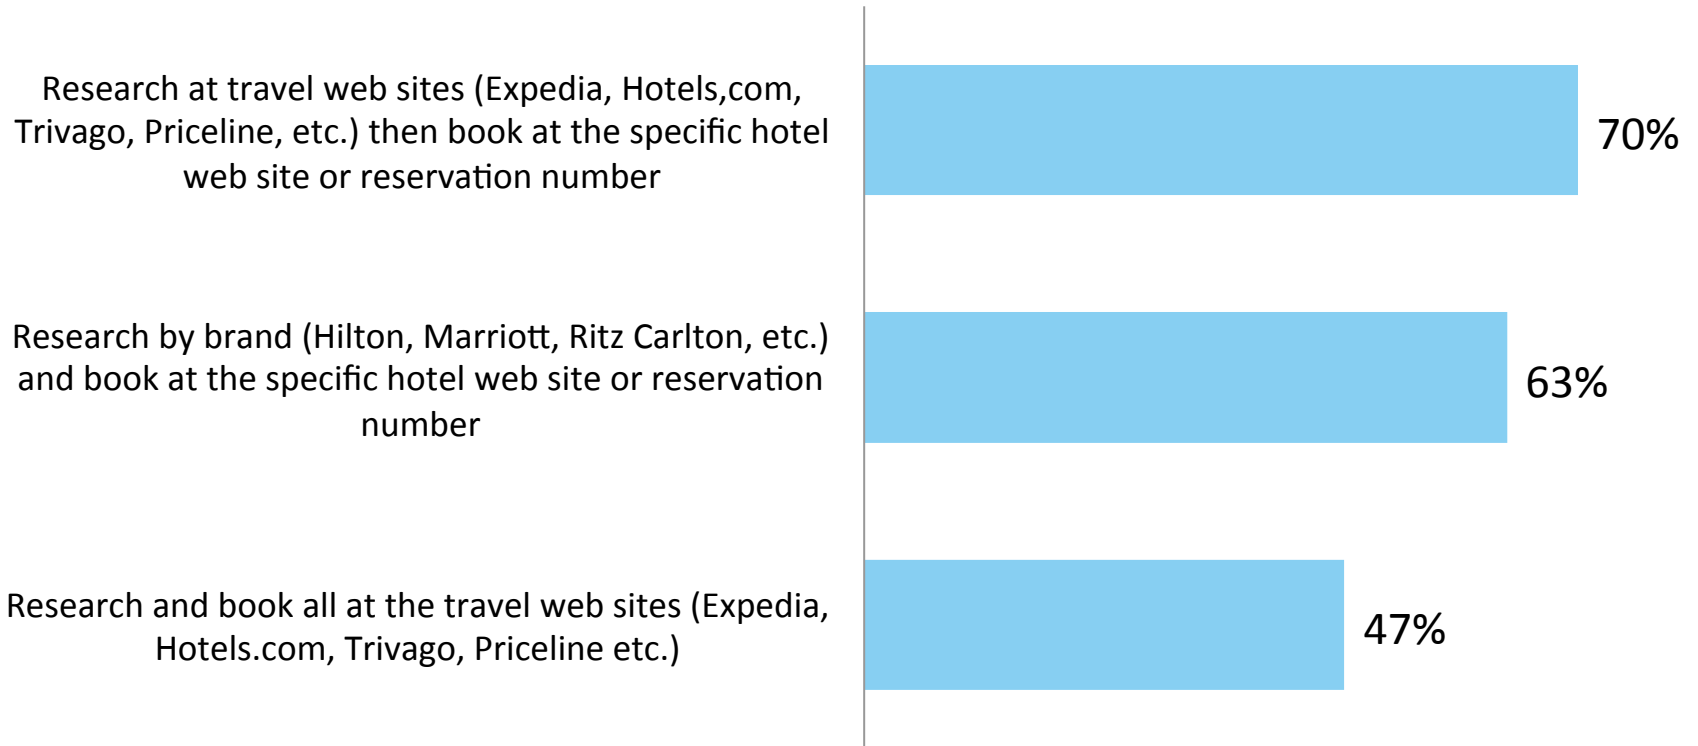 Research at travel web sites (Expedia, Hotels,com,
Trivago, Priceline, etc.) then book at the specific hotel
web site or reservation number
70%
Research by brand (Hilton, Marriott, Ritz Carlton, etc.)
and book at the specific hotel web site or reservation
number
63%
Research and book all at the travel web sites (Expedia,
Hotels.com, Trivago, Priceline etc.)
47%